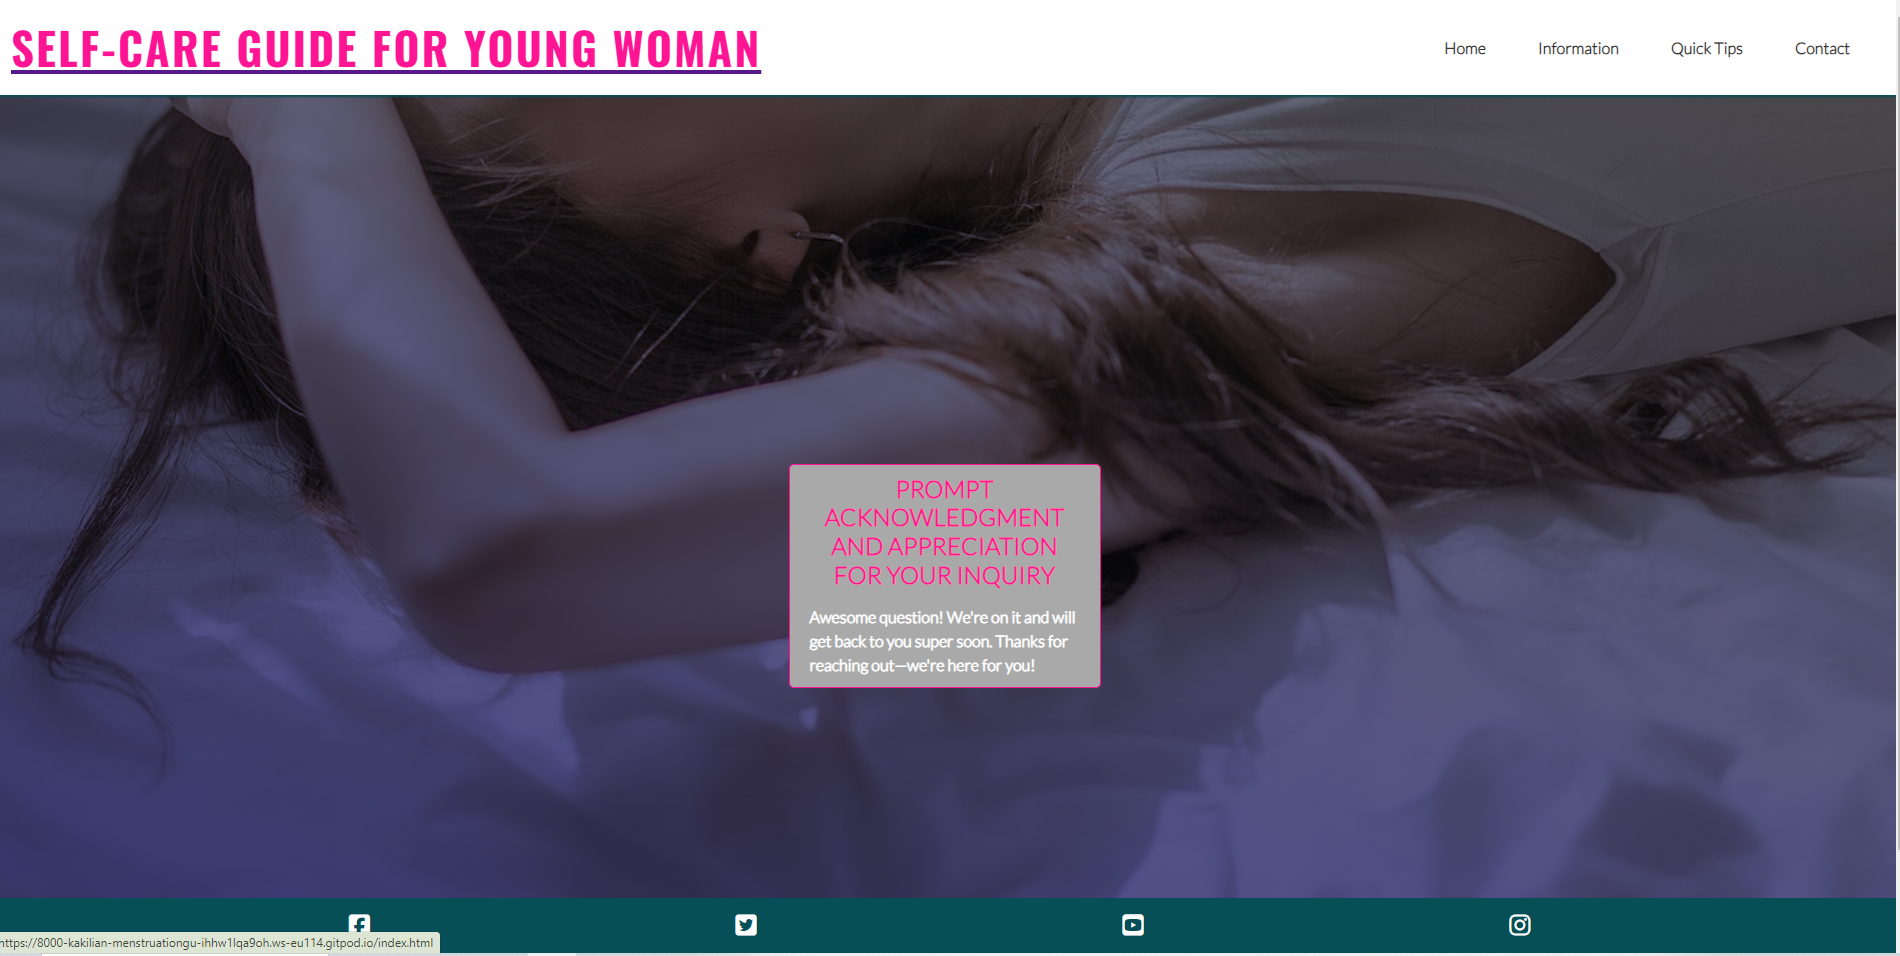 SELF-CARE GUIDE FOR YOUNG WOMAN
Home Information Quick Tips Contact
PROMPT
ACKNOWLEDGMENT
AND APPRECIATION
FOR YOUR INQUIRY
Awesome question! We're on it and will
get back to you super soon. Thanks for
reaching out—we're here for you!
https://8000-kakilian-menstruationgu-ihhw1lqa9oh.ws-eu114.gitpod.io/index.html